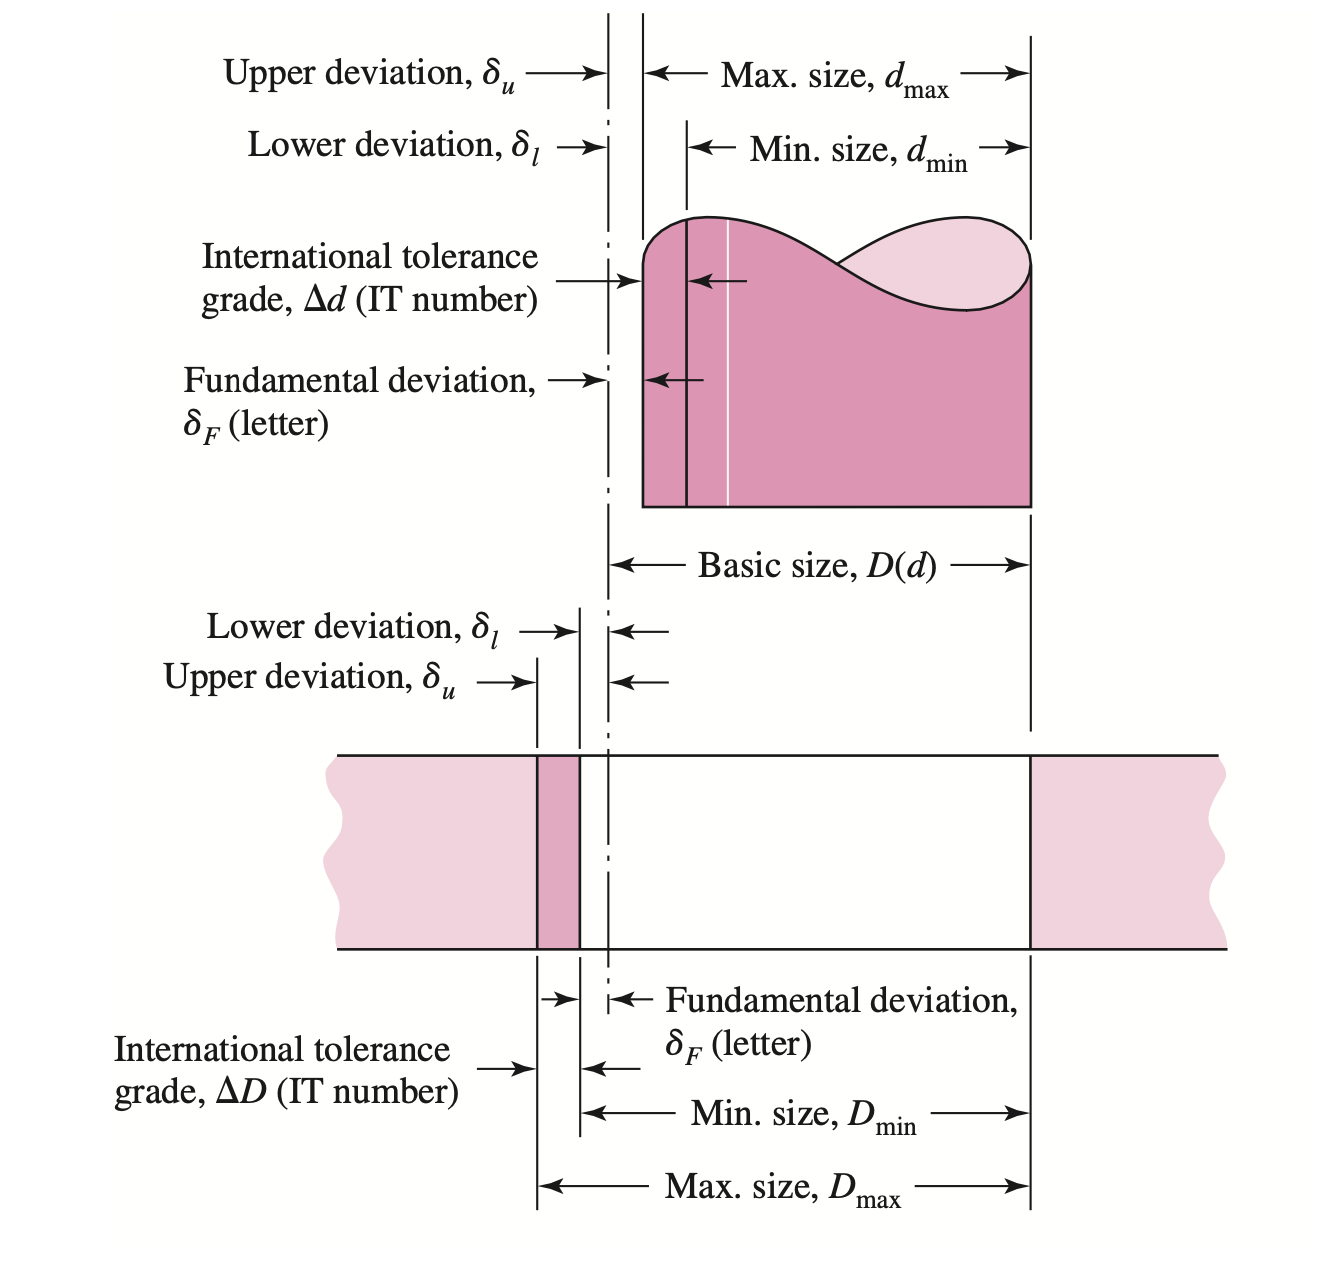 Upper deviation, δu
Max. size, dmax
Lower deviation, δl
Min. size, dmin
International tolerance
grade, Δd (IT number)
Fundamental deviation,
δF (letter)
Basic size, D(d)
Lower deviation, δl
Upper deviation, δu
Fundamental deviation,
δF (letter)
International tolerance
grade, ΔD (IT number)
Min. size, Dmin
Max. size, Dmax